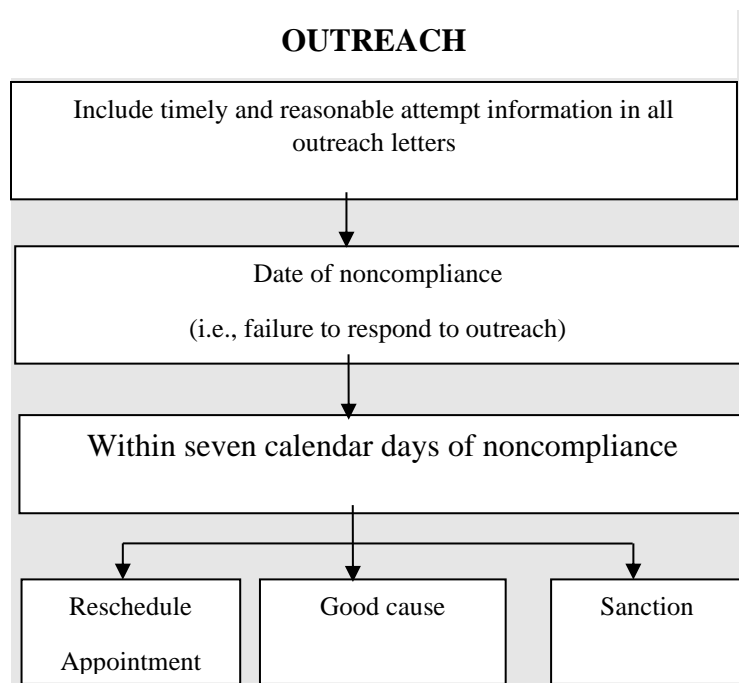 OUTREACH
Include timely and reasonable attempt information in all
outreach letters
Date of noncompliance
(i.e., failure to respond to outreach)
Within seven calendar days of noncompliance
Reschedule
Appointment
Good cause
Sanction